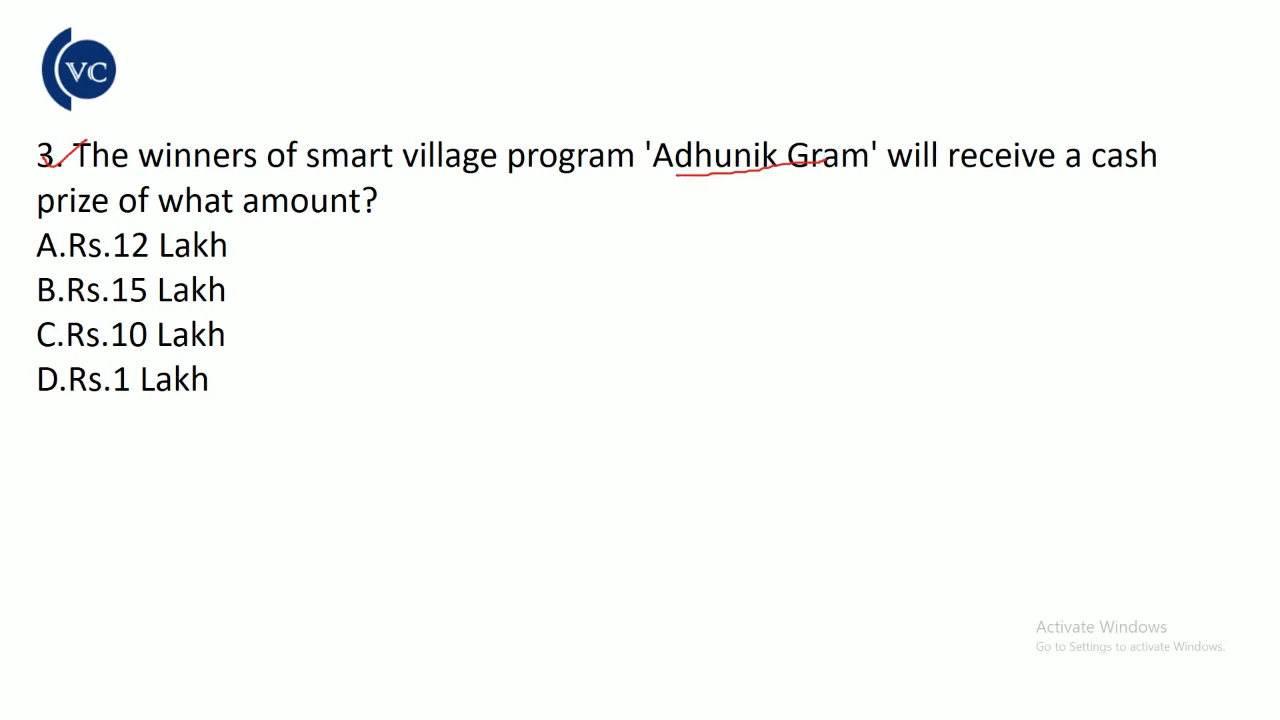 VC
3. The winners of smart village program 'Adhunik Gram' will receive a cash
prize of what amount?
A.Rs.12 Lakh
B.Rs.15 Lakh
C.Rs.10 Lakh
D.Rs.1 Lakh
Activate Windows
Go to Settings to activate Windows.